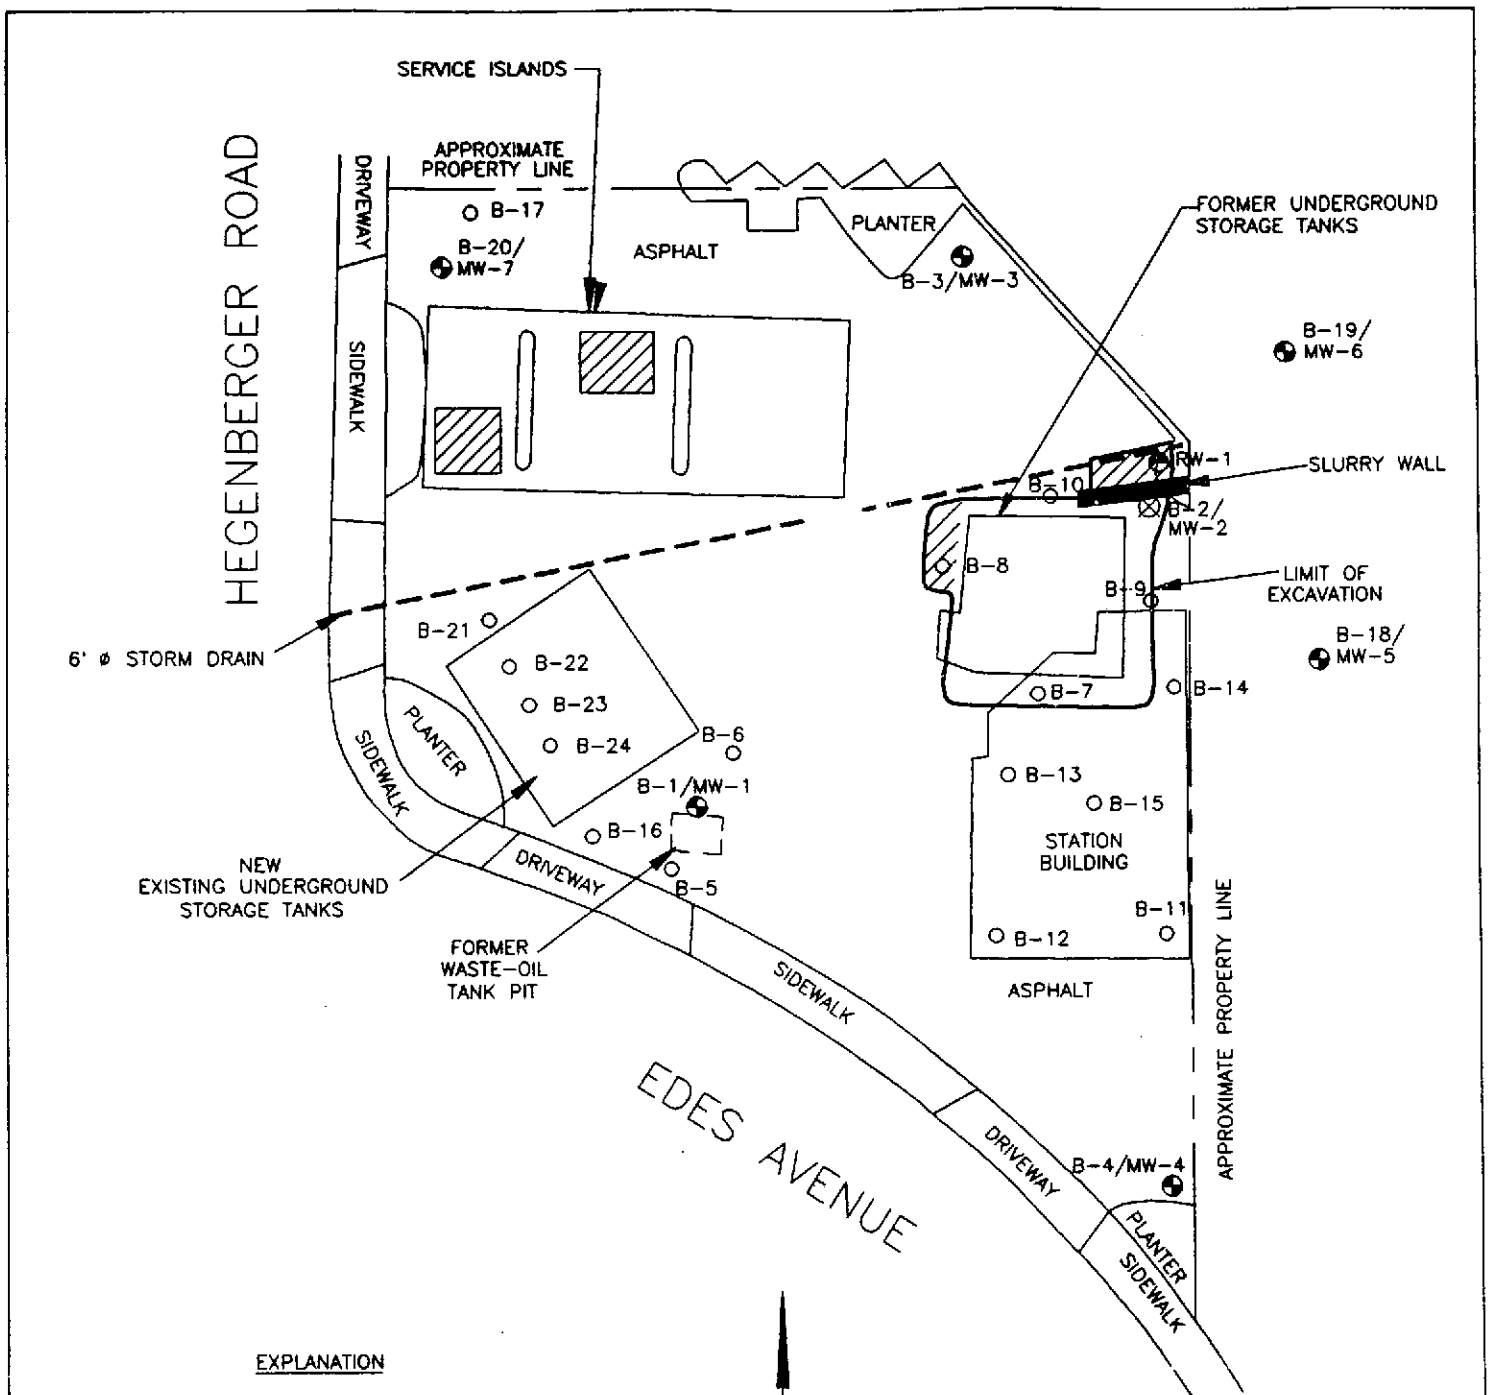 SERVICE ISLANDS
HEGENBERGER ROAD
DRIVEWAY
APPROXIMATE
PROPERTY LINE
B-17
B-20/
MW-7
ASPHALT
PLANTER
B-3/MW-3
FORMER UNDERGROUND
STORAGE TANKS
B-19/
MW-6
SIDEWALK
RW-1
SLURRY WALL
B-10
B-2/
MW-2
B-8
LIMIT OF
EXCAVATION
B-9
B-21
6' ø STORM DRAIN
B-22
B-18/
MW-5
B-23
B-7
B-14
PLANTER
SIDEWALK
B-24
B-6
B-1/MW-1
B-13
B-15
B-16
STATION
BUILDING
DRIVEWAY
NEW
EXISTING UNDERGROUND
STORAGE TANKS
B-5
B-11
B-12
FORMER
WASTE-OIL
TANK PIT
SIDEWALK
ASPHALT
APPROXIMATE PROPERTY LINE
EDES AVENUE
DRIVEWAY
B-4/MW-4
PLANTER
SIDEWALK
EXPLANATION